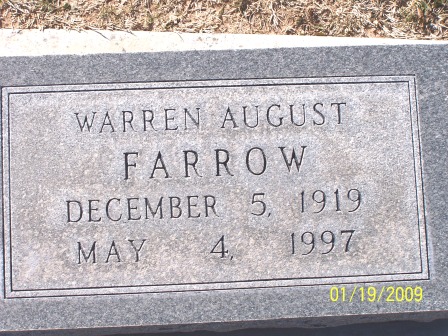 WARREN AUGUST
FARROW
DECEMBER 5, 1919
MAY 4, 1997
01/19/2009